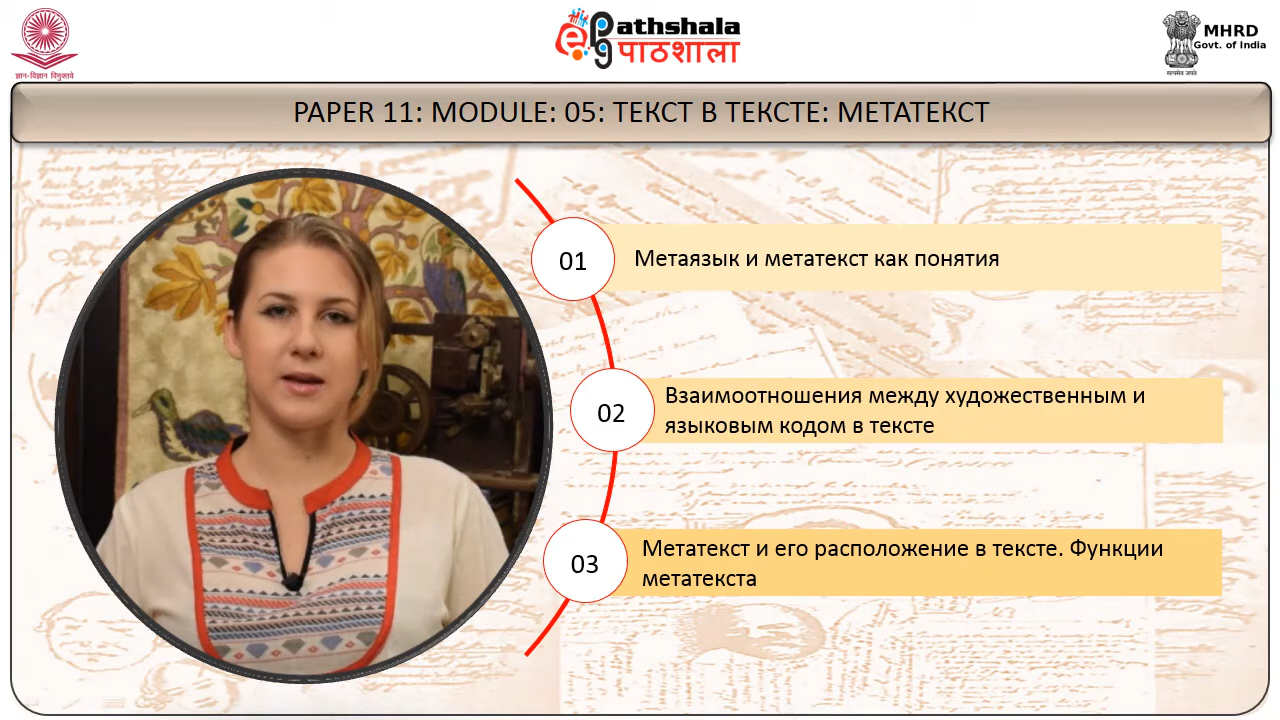 ज्ञान-विज्ञान विमुक्तये
ePathshala
पाठशाला
MHRD
Govt. of India
सत्यमेव जयते
PAPER 11: MODULE: 05: ТЕКСТ В ТЕКСТЕ: МЕТАТЕКСТ
01
Метаязык и метатекст как понятия
02
Взаимоотношения между художественным и
языковым кодом в тексте
03
Метатекст и его расположение в тексте. Функции
метатекста